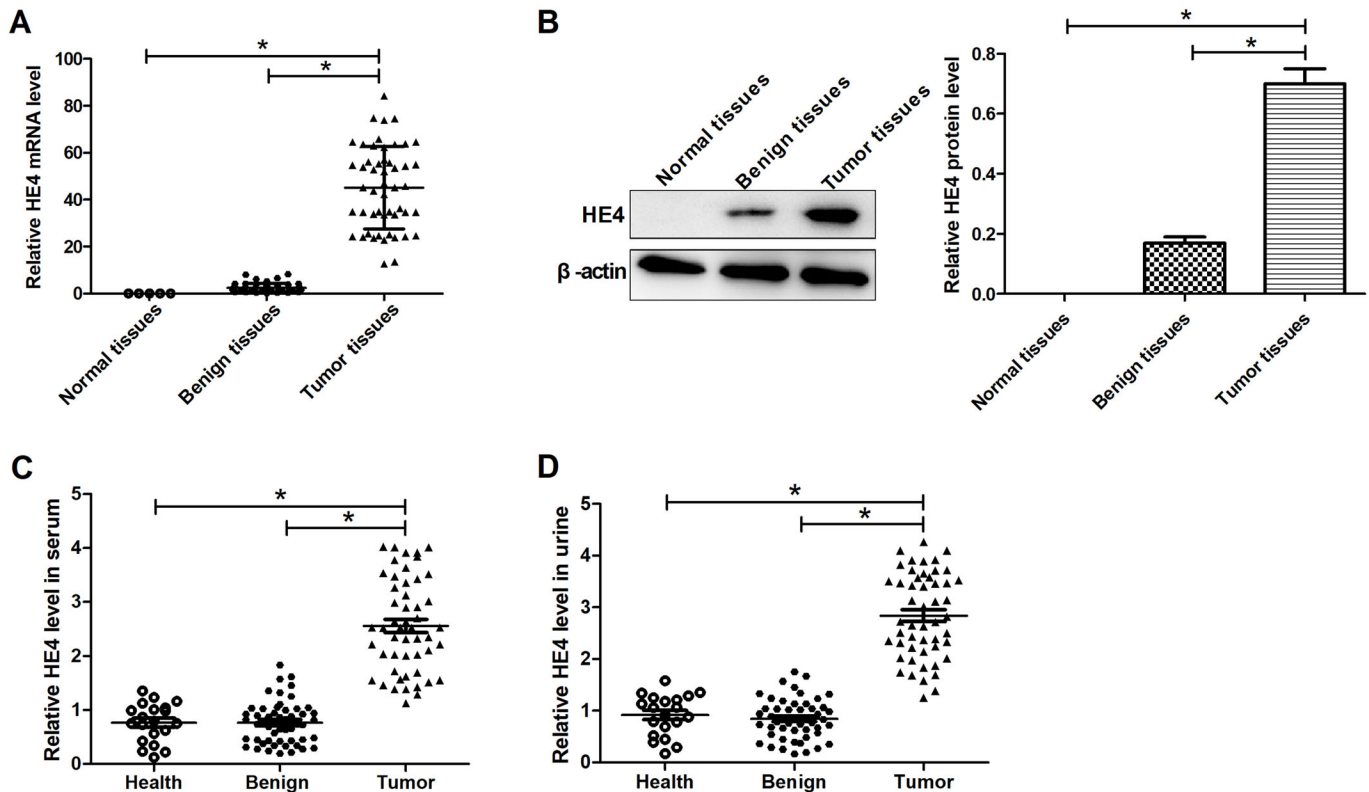 A
Relative HE4 mRNA level
100
80
60
40
20
0
*
*
Normal tissues
Benign tissues
Tumor tissues
B
Normal tissues
Benign tissues
Tumor tissues
HE4
β -actin
Relative HE4 protein level
0.8
0.6
0.4
0.2
0.0
*
*
Normal tissues
Benign tissues
Tumor tissues
C
Relative HE4 level in serum
5
4
3
2
1
0
*
*
Health Benign Tumor
D
Relative HE4 level in urine
5
4
3
2
1
0
*
*
Health Benign Tumor